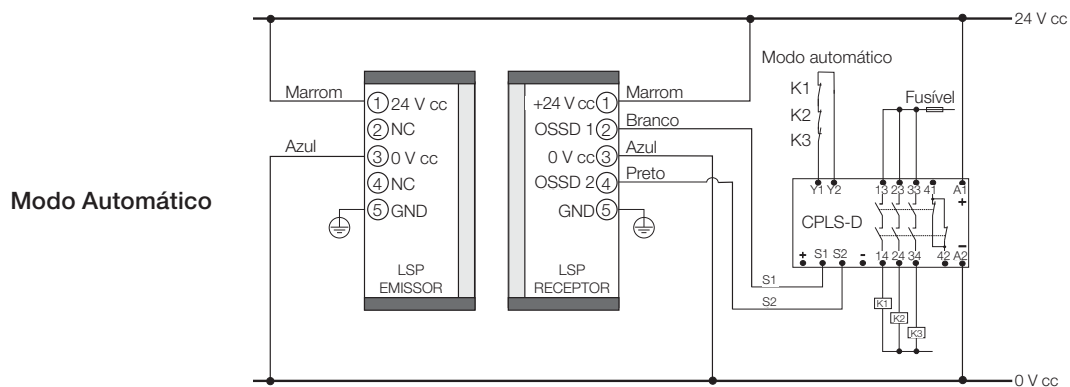 24 V cc
Modo automático
K1
K2
K3
Fusível
Marrom
Azul
1 24 V cc
2 NC
3 0 V cc
4 NC
5 GND
LSP
EMISSOR
+24 V cc 1
OSSD 1 2
0 V cc 3
OSSD 2 4
GND 5
LSP
RECEPTOR
Marrom
Branco
Azul
Preto
Modo Automático
Y1 Y2 13 23 33 41 A1
+
CPLS-D
-
+ S1 S2 - 14 24 34 42 A2
S1
S2
K1
K2
K3
0 V cc